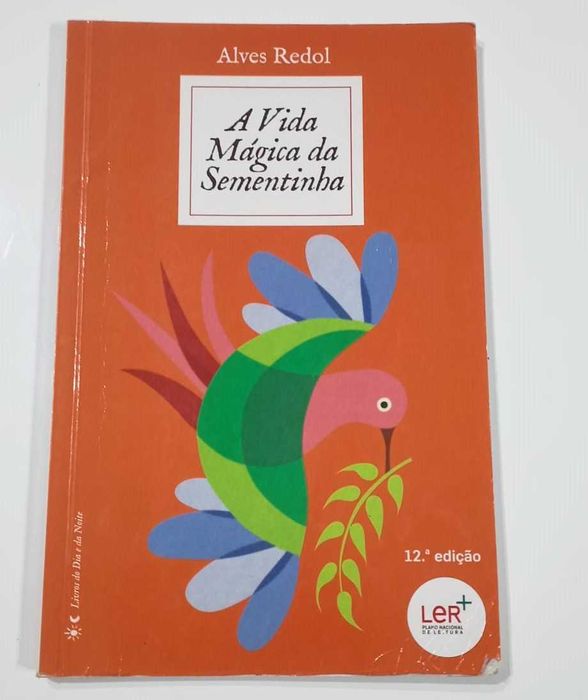 Alves Redol
A Vida
Mágica da
Sementinha
Livros do Dia e da Noite
12.ª edição
LeR+
PLANO NACIONAL
DE LEITURA